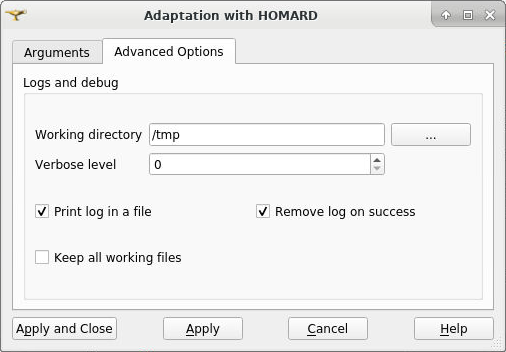 Adaptation with HOMARD
Arguments
Advanced Options
Logs and debug
Working directory /tmp ...
Verbose level 0
Print log in a file
Remove log on success
Keep all working files
Apply and Close
Apply
Cancel
Help